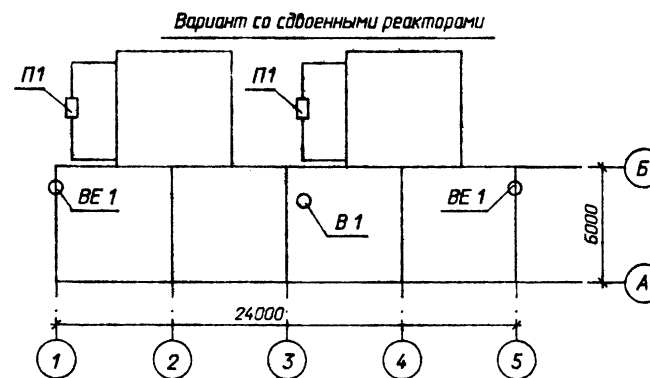 Вариант со сдвоенными реакторами
П1
П1
ВЕ 1
В 1
ВЕ 1
Б
6000
А
24000
1
2
3
4
5